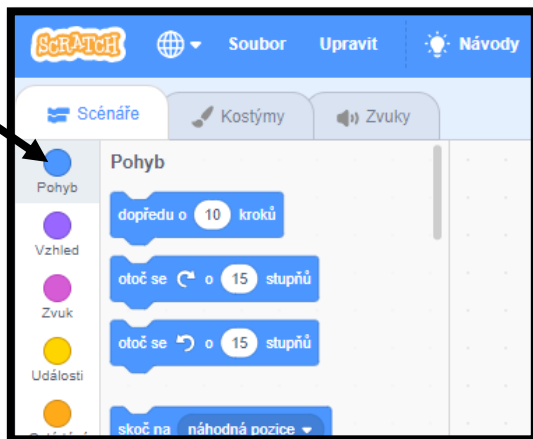 SCRATCH Soubor Upravit Návody
Scénáře Kostýmy Zvuky
Pohyb
Vzhled
Zvuk
Události
Pohyb
dopředu o 10 kroků
otoč se o 15 stupňů
otoč se o 15 stupňů
skoč na náhodná pozice